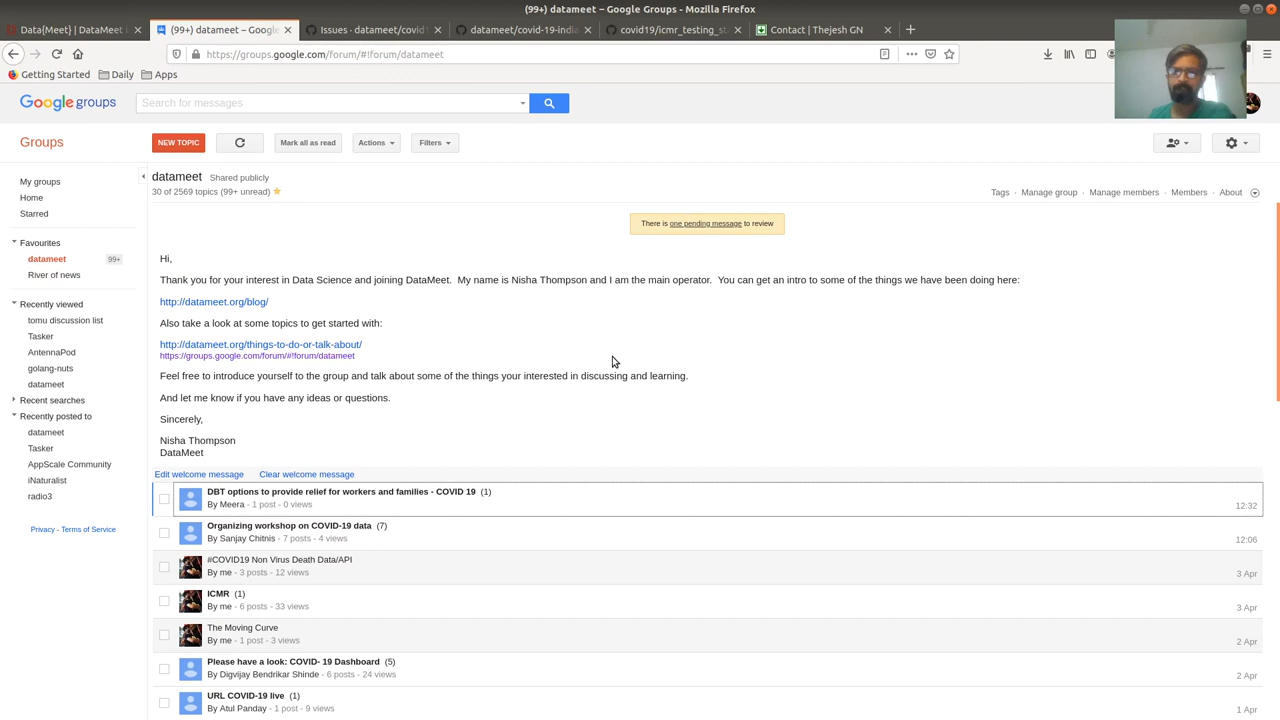 (99+) datameet – Google Groups - Mozilla Firefox
Data{Meet} | DataMeet
(99+) datameet – Google
Issues · datameet/covid
datameet/covid-19-india
covid19/icmr_testing_st
Contact | Thejesh GN
https://groups.google.com/forum/#!forum/datameet
Getting Started Daily Apps
Google groups
Search for messages
Groups
NEW TOPIC
Mark all as read
Actions
Filters
My groups
Home
Starred
Favourites
datameet 99+
River of news
Recently viewed
tomu discussion list
Tasker
AntennaPod
golang-nuts
datameet
Recent searches
Recently posted to
datameet
Tasker
AppScale Community
iNaturalist
radio3
Privacy - Terms of Service
datameet Shared publicly
30 of 2569 topics (99+ unread)
Tags · Manage group · Manage members · Members · About
There is one pending message to review
Hi,
Thank you for your interest in Data Science and joining DataMeet. My name is Nisha Thompson and I am the main operator. You can get an intro to some of the things we have been doing here:
http://datameet.org/blog/
Also take a look at some topics to get started with:
http://datameet.org/things-to-do-or-talk-about/
https://groups.google.com/forum/#!forum/datameet
Feel free to introduce yourself to the group and talk about some of the things your interested in discussing and learning.
And let me know if you have any ideas or questions.
Sincerely,
Nisha Thompson
DataMeet
Edit welcome message Clear welcome message
DBT options to provide relief for workers and families - COVID 19 (1)
By Meera - 1 post - 0 views
12:32
Organizing workshop on COVID-19 data (7)
By Sanjay Chitnis - 7 posts - 4 views
12:06
#COVID19 Non Virus Death Data/API
By me - 3 posts - 12 views
3 Apr
ICMR (1)
By me - 6 posts - 33 views
3 Apr
The Moving Curve
By me - 1 post - 3 views
2 Apr
Please have a look: COVID- 19 Dashboard (5)
By Digvijay Bendrikar Shinde - 6 posts - 24 views
2 Apr
URL COVID-19 live (1)
By Atul Panday - 1 post - 9 views
1 Apr